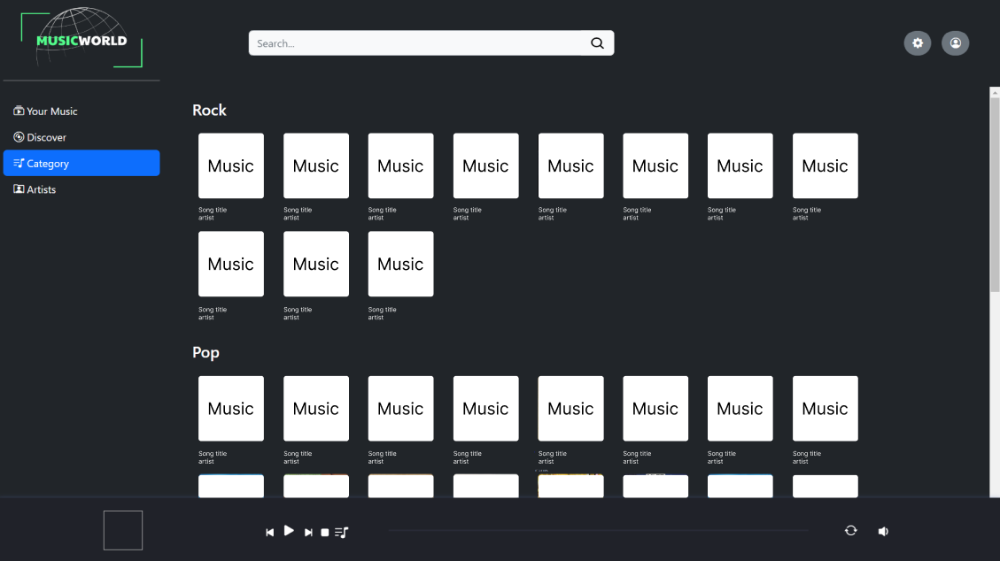 MUSICWORLD
Search...
Your Music
Discover
Category
Artists
Rock
Music Music Music Music Music Music Music Music
Song title Song title Song title Song title Song title Song title Song title Song title
artist artist artist artist artist artist artist artist
Music Music Music
Song title Song title Song title
artist artist artist
Pop
Music Music Music Music Music Music Music Music
Song title Song title Song title Song title Song title Song title Song title Song title
artist artist artist artist artist artist artist artist